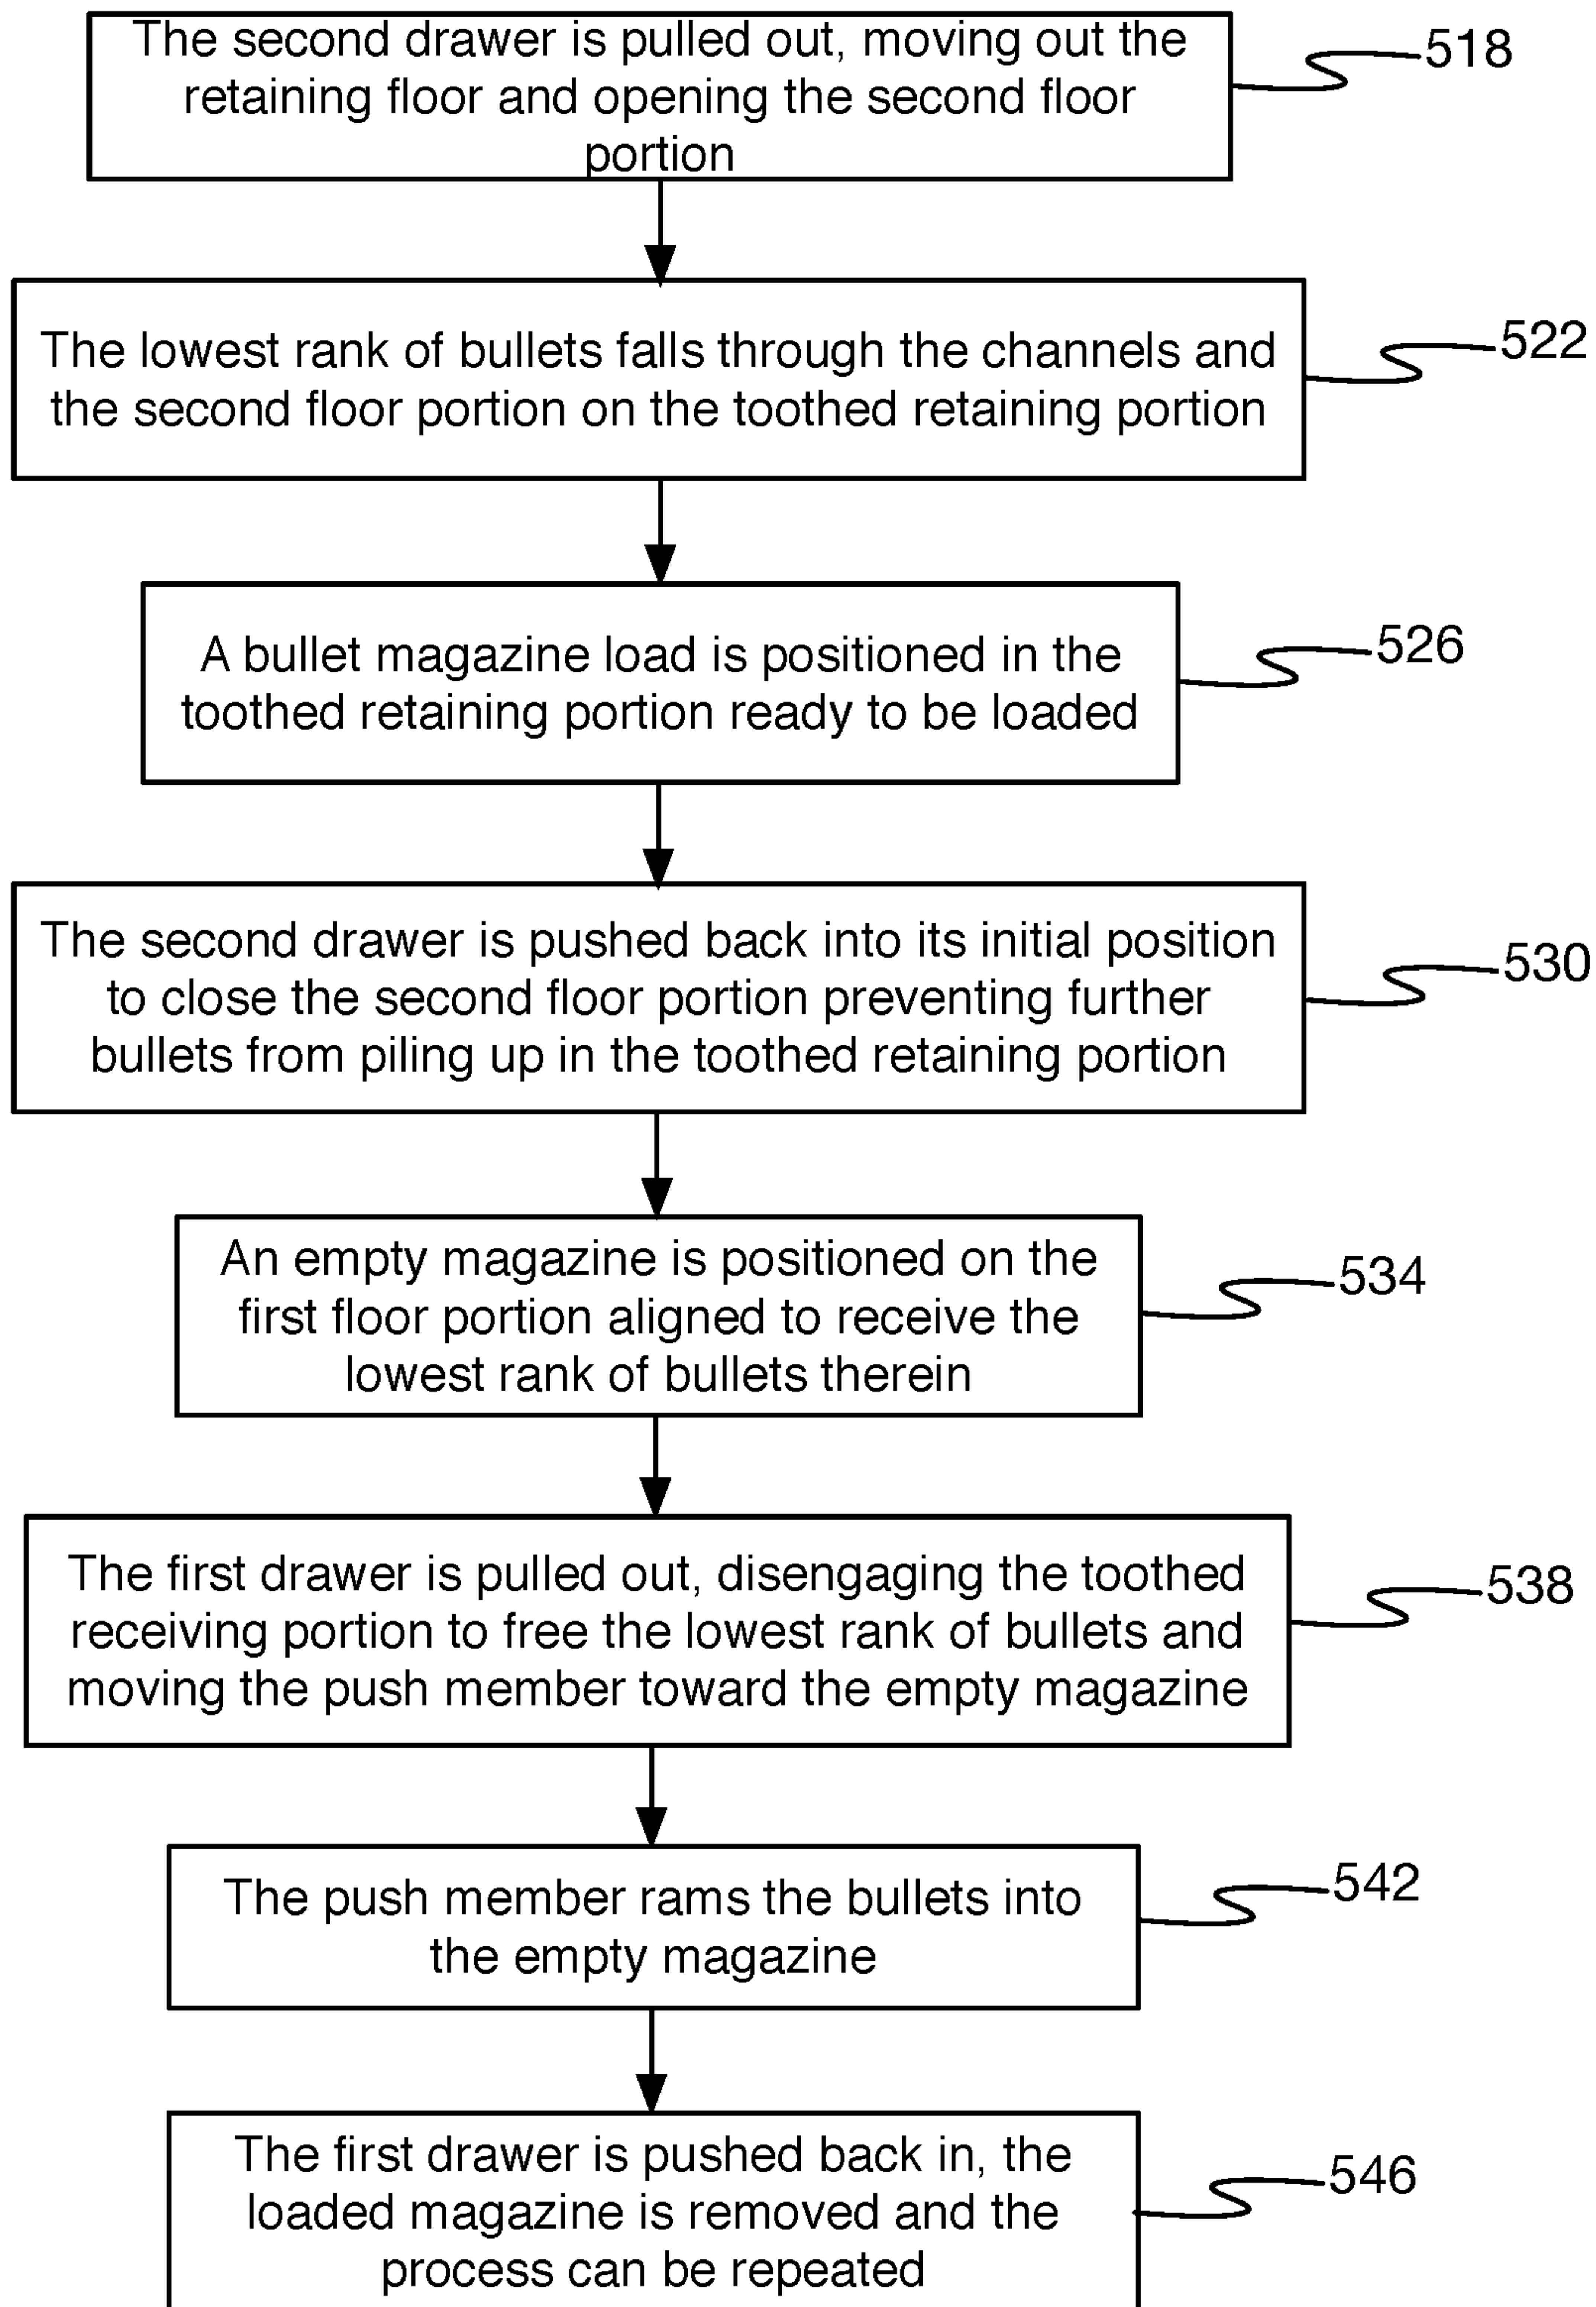 The second drawer is pulled out, moving out the
retaining floor and opening the second floor
portion
518
The lowest rank of bullets falls through the channels and
the second floor portion on the toothed retaining portion
522
A bullet magazine load is positioned in the
toothed retaining portion ready to be loaded
526
The second drawer is pushed back into its initial position
to close the second floor portion preventing further
bullets from piling up in the toothed retaining portion
530
An empty magazine is positioned on the
first floor portion aligned to receive the
lowest rank of bullets therein
534
The first drawer is pulled out, disengaging the toothed
receiving portion to free the lowest rank of bullets and
moving the push member toward the empty magazine
538
The push member rams the bullets into
the empty magazine
542
The first drawer is pushed back in, the
loaded magazine is removed and the
process can be repeated
546